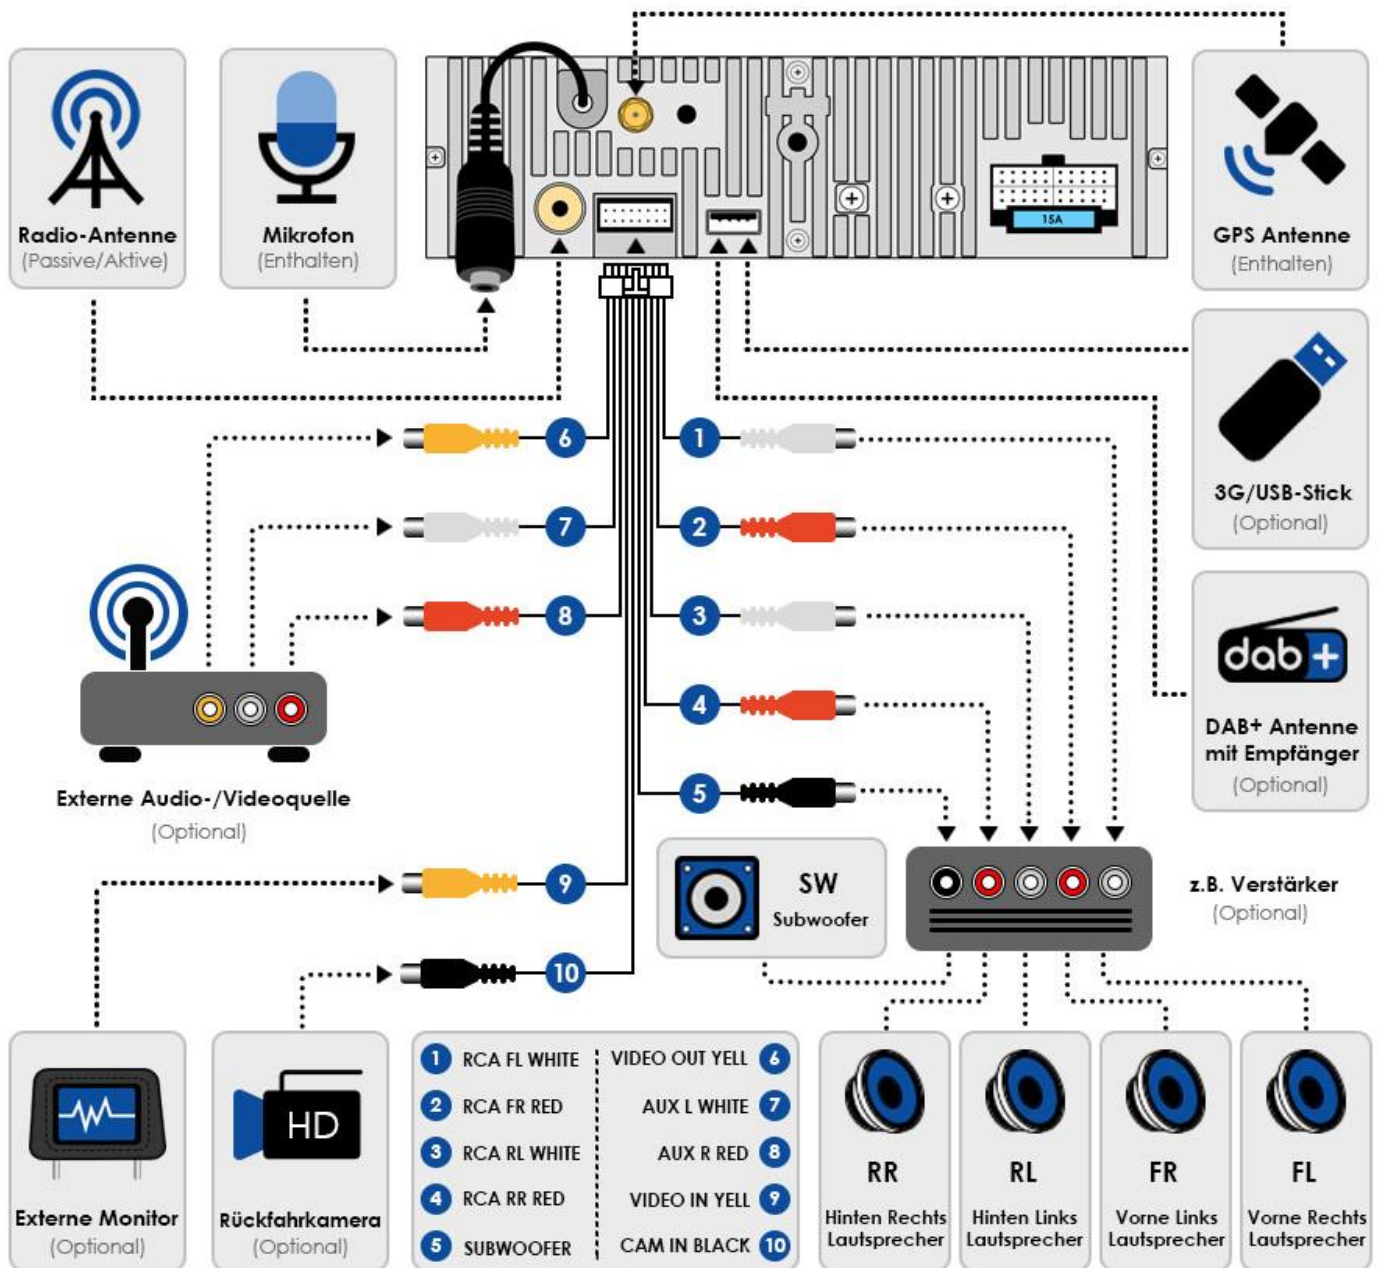 Radio-Antenne
(Passive/Aktive)
Mikrofon
(Enthalten)
15A
GPS Antenne
(Enthalten)
3G/USB-Stick
(Optional)
dab+
DAB+ Antenne
mit Empfänger
(Optional)
6
1
7
2
8
3
4
5
9
10
Externe Audio-/Videoquelle
(Optional)
SW
Subwoofer
z.B. Verstärker
(Optional)
Externe Monitor
(Optional)
HD
Rückfahrkamera
(Optional)
1 RCA FL WHITE
2 RCA FR RED
3 RCA RL WHITE
4 RCA RR RED
5 SUBWOOFER
VIDEO OUT YELL 6
AUX L WHITE 7
AUX R RED 8
VIDEO IN YELL 9
CAM IN BLACK 10
RR
Hinten Rechts
Lautsprecher
RL
Hinten Links
Lautsprecher
FR
Vorne Links
Lautsprecher
FL
Vorne Rechts
Lautsprecher